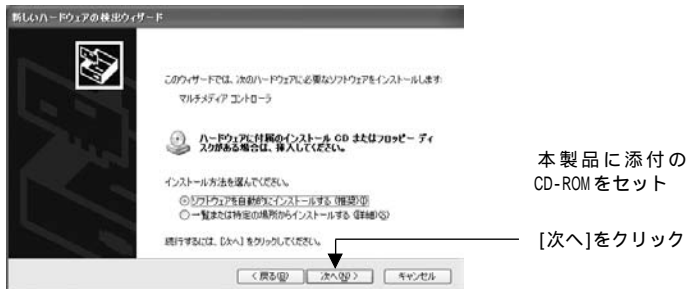 新しいハードウェアの検出ウィザード
このウィザードでは、次のハードウェアに必要なソフトウェアをインストールします:
マルチメディア コントローラ
ハードウェアに付属のインストール CD またはフロッピー ディ
スクがある場合は、挿入してください。
インストール方法を選んでください。
ソフトウェアを自動的にインストールする (推奨)(I)
一覧または特定の場所からインストールする (詳細)(S)
続行するには、[次へ] をクリックしてください。
< 戻る(B)
次へ(N) >
キャンセル
本製品に添付の
CD-ROMをセット
[次へ]をクリック